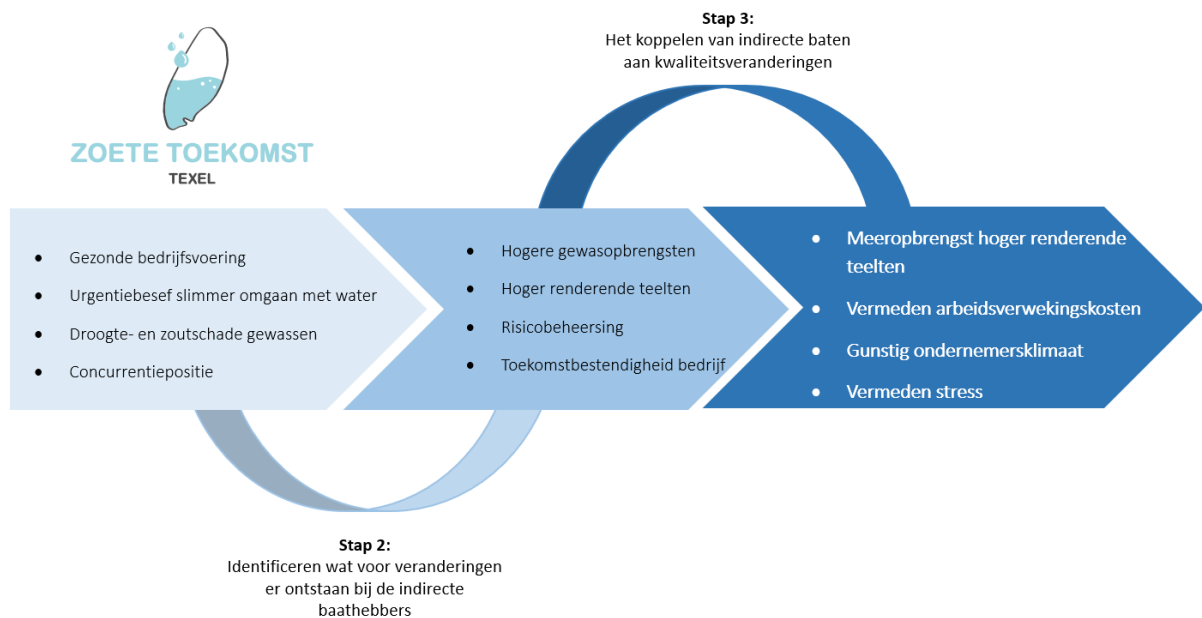 Stap 3:
Het koppelen van indirecte baten
aan kwaliteitsveranderingen
ZOETE TOEKOMST
TEXEL
• Gezonde bedrijfsvoering
• Urgentiebesef slimmer omgaan met water
• Droogte- en zoutschade gewassen
• Concurrentiepositie
• Hogere gewasopbrengsten
• Hoger renderende teelten
• Risicobeheersing
• Toekomstbestendigheid bedrijf
• Meeropbrengst hoger renderende
teelten
• Vermeden arbeidsverwekingskosten
• Gunstig ondernemersklimaat
• Vermeden stress
Stap 2:
Identificeren wat voor veranderingen
er ontstaan bij de indirecte
baathebbers